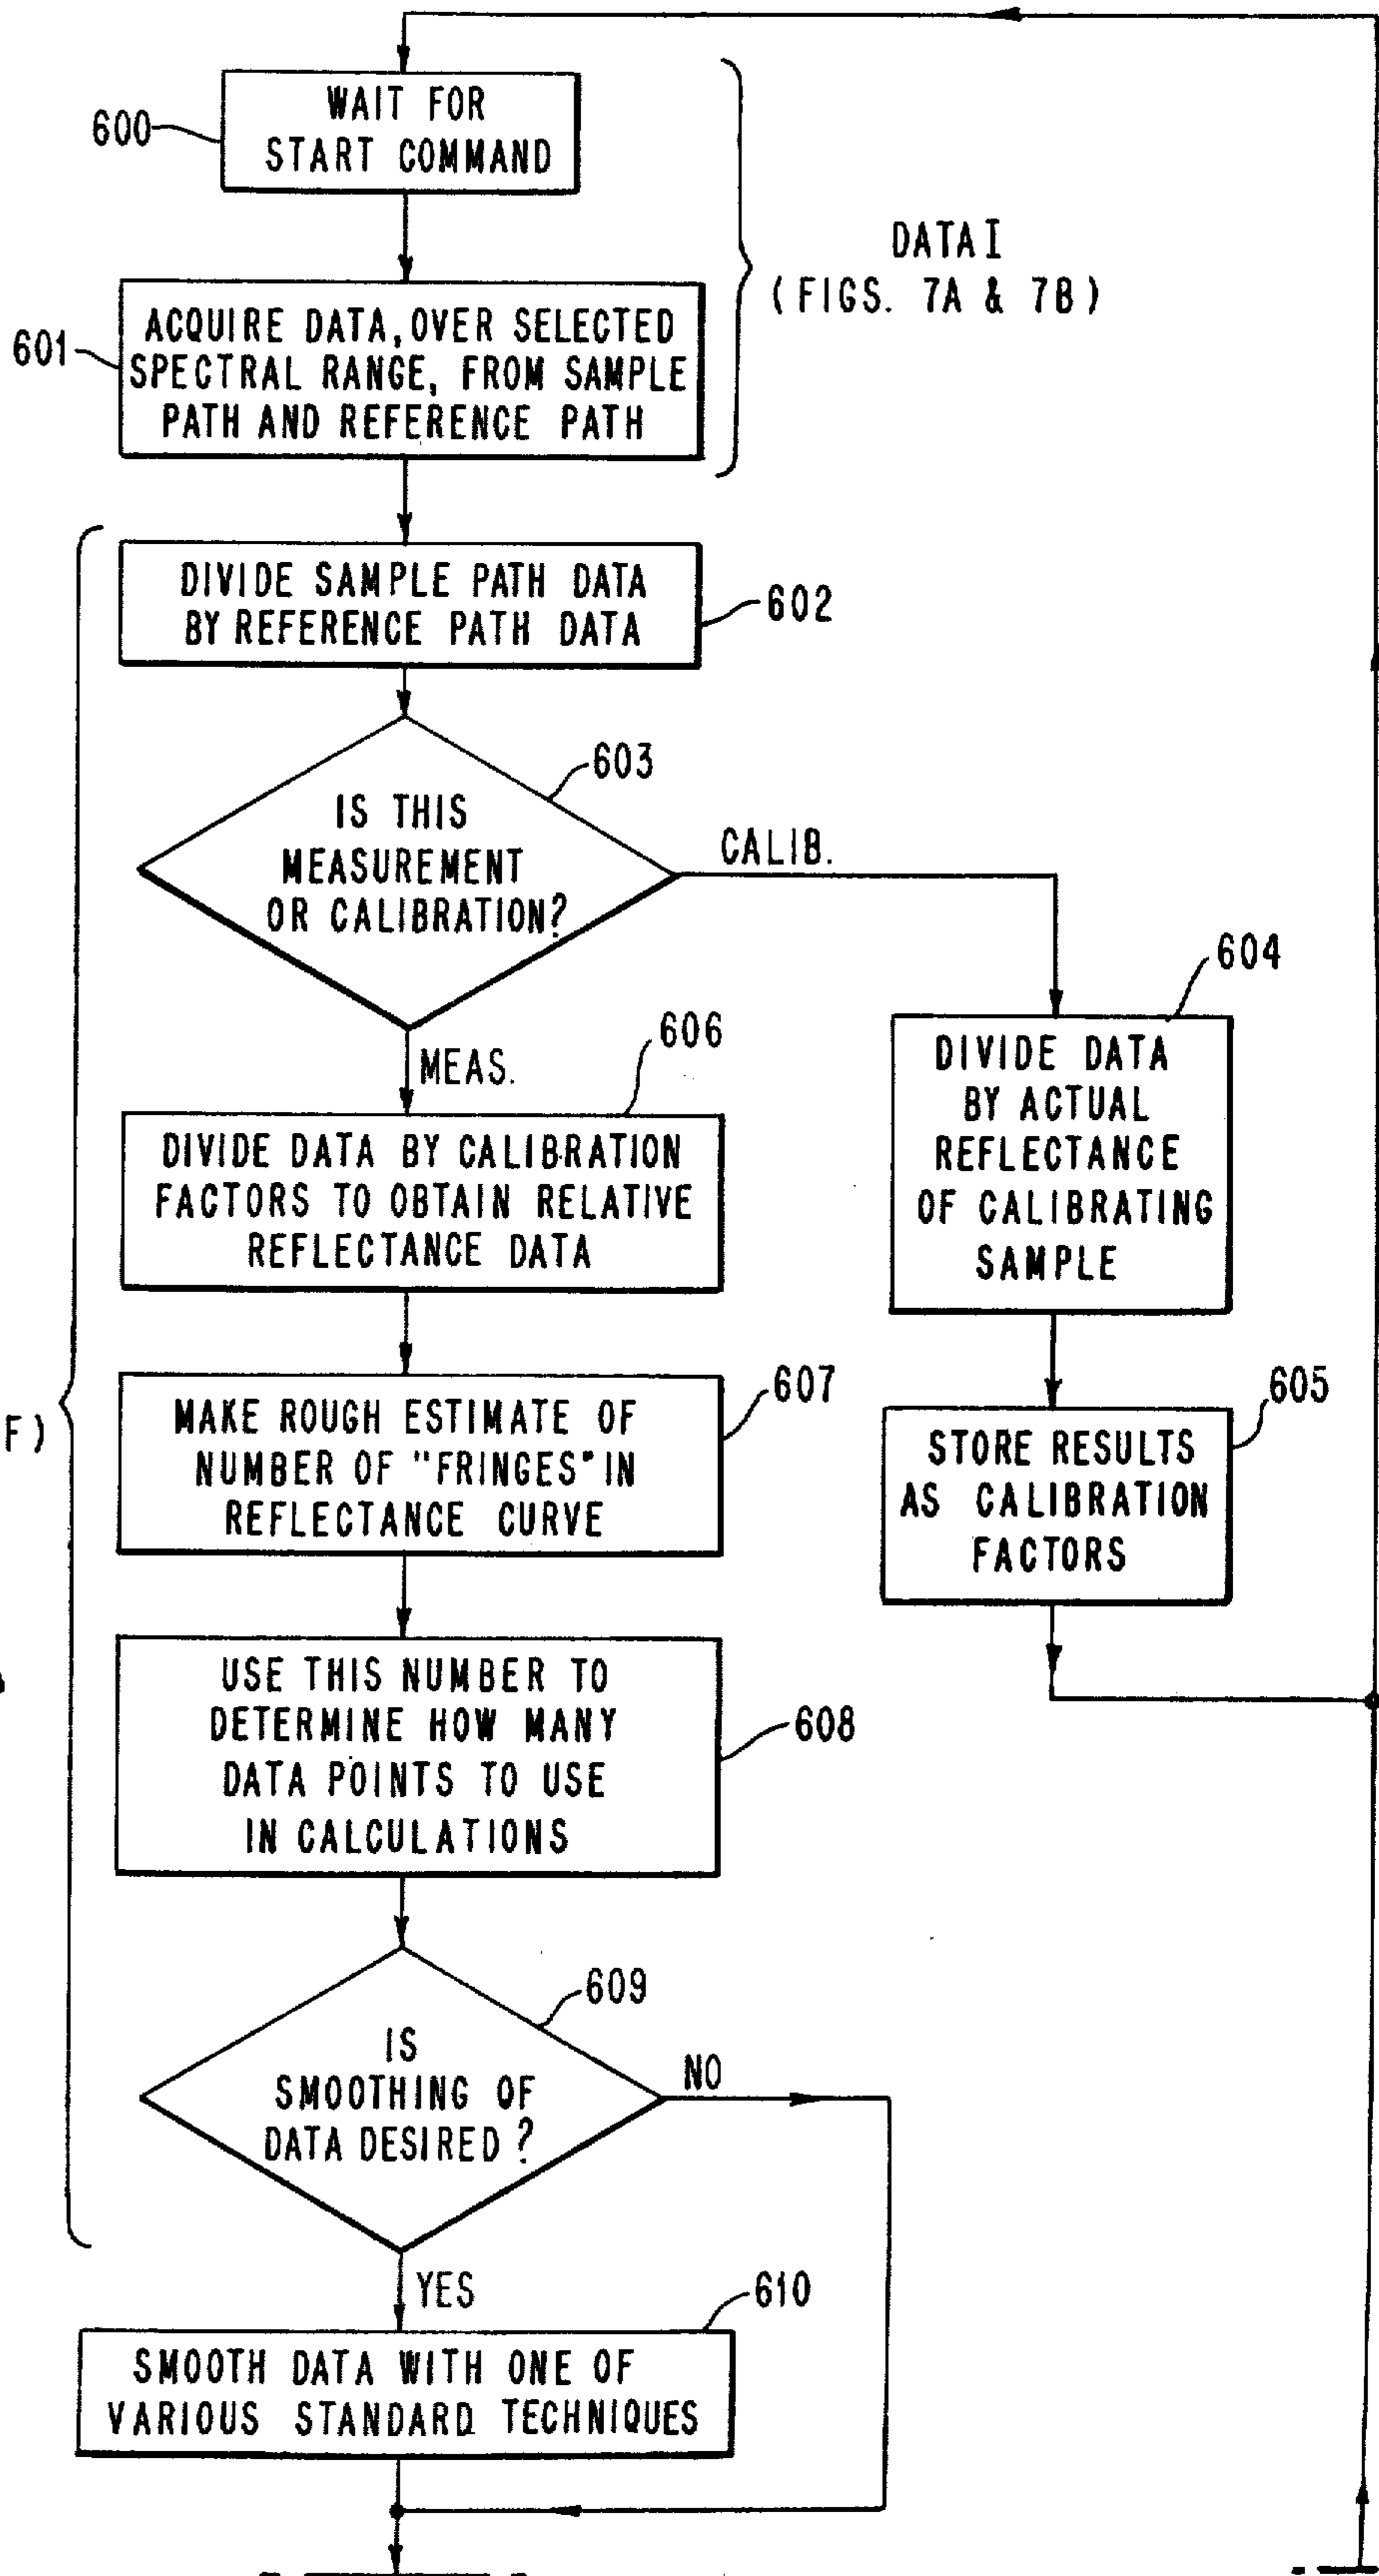 WAIT FOR
START COMMAND
600
DATA I
(FIGS. 7A & 7B)
ACQUIRE DATA, OVER SELECTED
SPECTRAL RANGE, FROM SAMPLE
PATH AND REFERENCE PATH
601
DIVIDE SAMPLE PATH DATA
BY REFERENCE PATH DATA
602
IS THIS
MEASUREMENT
OR CALIBRATION?
603
CALIB.
MEAS.
604
DIVIDE DATA
BY ACTUAL
REFLECTANCE
OF CALIBRATING
SAMPLE
605
STORE RESULTS
AS CALIBRATION
FACTORS
606
DIVIDE DATA BY CALIBRATION
FACTORS TO OBTAIN RELATIVE
REFLECTANCE DATA
F)
607
MAKE ROUGH ESTIMATE OF
NUMBER OF "FRINGES" IN
REFLECTANCE CURVE
USE THIS NUMBER TO
DETERMINE HOW MANY
DATA POINTS TO USE
IN CALCULATIONS
608
609
IS
SMOOTHING OF
DATA DESIRED?
NO
YES
610
SMOOTH DATA WITH ONE OF
VARIOUS STANDARD TECHNIQUES